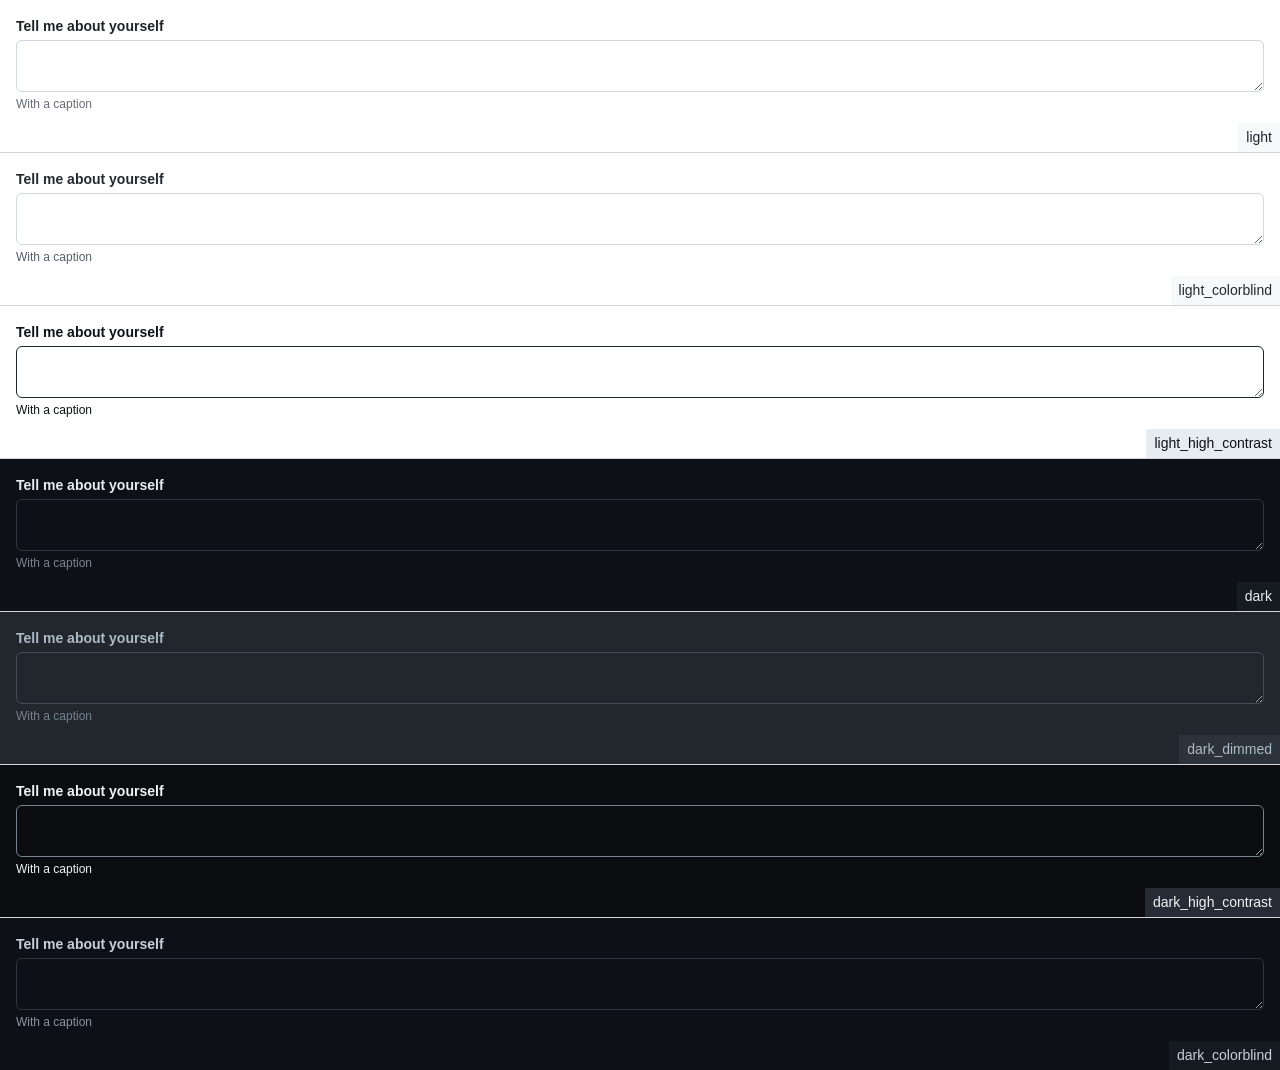 Tell me about yourself
With a caption
light
Tell me about yourself
With a caption
light_colorblind
Tell me about yourself
With a caption
light_high_contrast
Tell me about yourself
With a caption
dark
Tell me about yourself
With a caption
dark_dimmed
Tell me about yourself
With a caption
dark_high_contrast
Tell me about yourself
With a caption
dark_colorblind